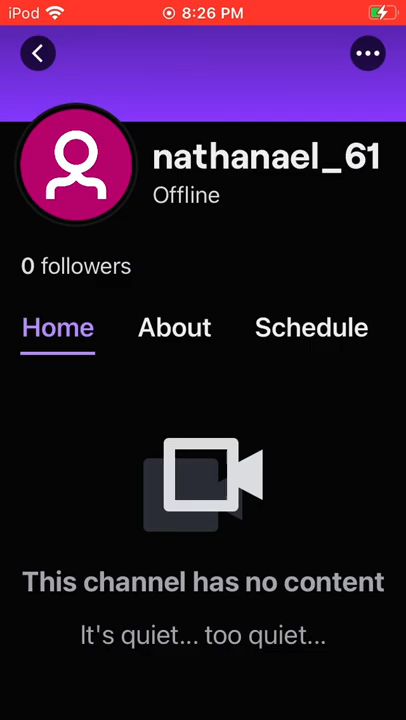 iPod 8:26 PM
nathanael_61
Offline
0 followers
Home About Schedule
This channel has no content
It's quiet... too quiet...